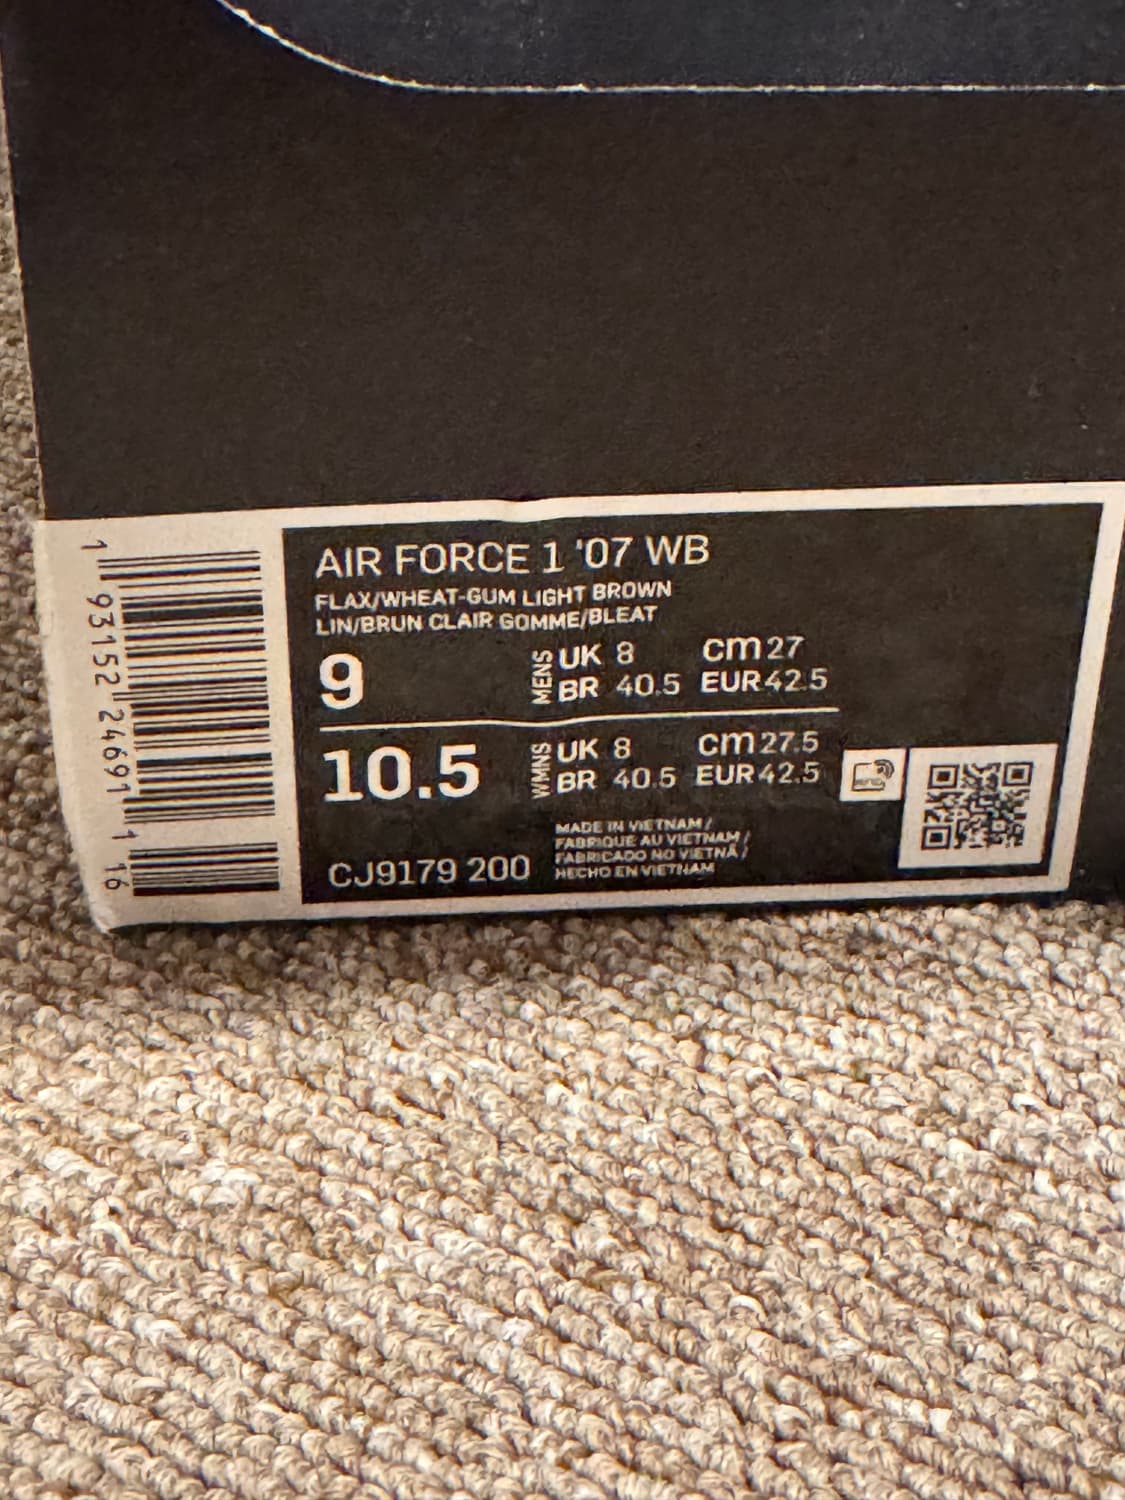 1 93152 24691 1 16
AIR FORCE 1 '07 WB
FLAX/WHEAT-GUM LIGHT BROWN
LIN/BRUN CLAIR GOMME/BLEAT
9 MENS UK 8 cm 27
BR 40.5 EUR 42.5
10.5 WMNS UK 8 cm 27.5
BR 40.5 EUR 42.5
MADE IN VIETNAM /
FABRIQUE AU VIETNAM /
FABRICADO NO VIETNÃ /
HECHO EN VIETNAM
CJ9179 200